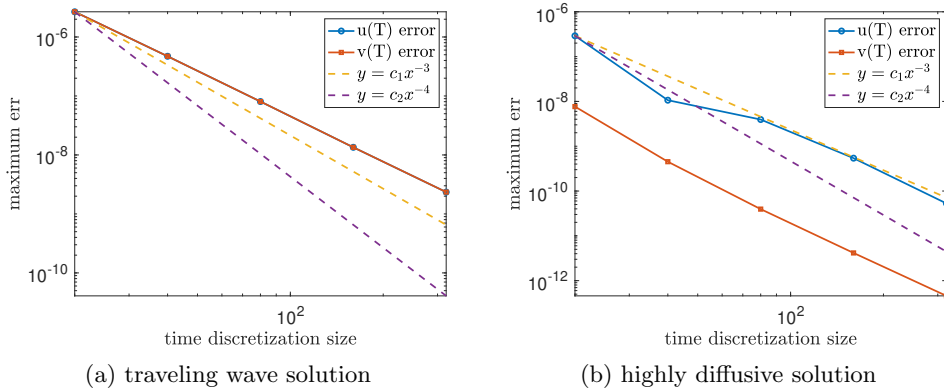 10^{-6}
10^{-8}
10^{-10}
maximum err
10^2
time discretization size
u(T) error
v(T) error
y = c_1x^{-3}
y = c_2x^{-4}
(a) traveling wave solution
10^{-6}
10^{-8}
10^{-10}
10^{-12}
maximum err
10^2
time discretization size
u(T) error
v(T) error
y = c_1x^{-3}
y = c_2x^{-4}
(b) highly diffusive solution